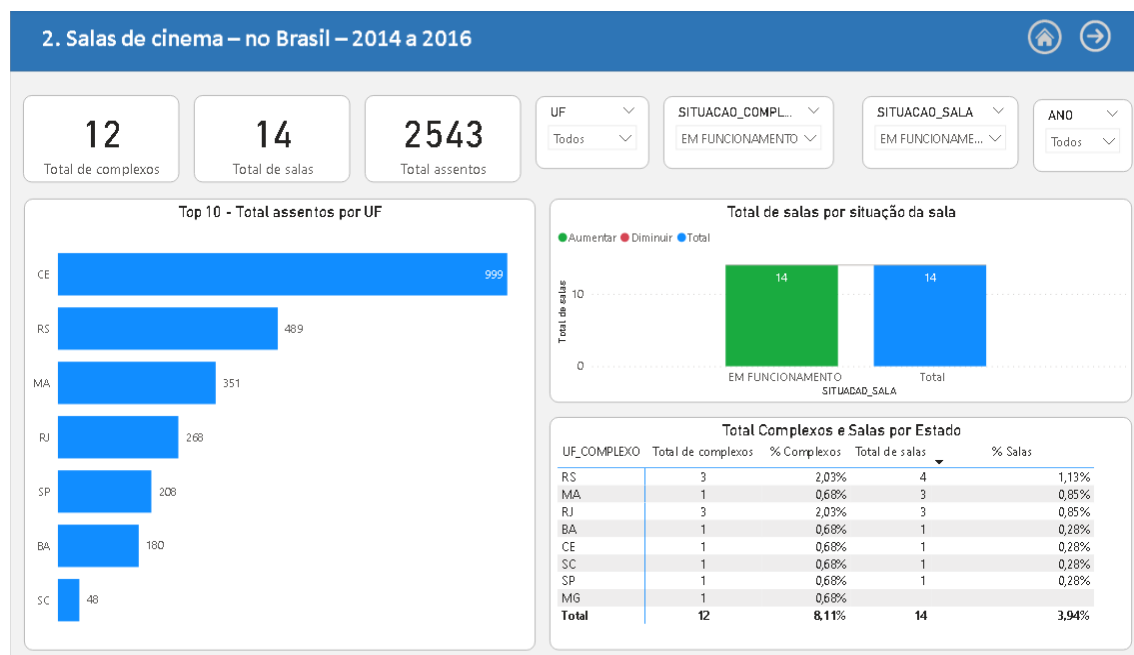 2. Salas de cinema – no Brasil – 2014 a 2016
12
Total de complexos
14
Total de salas
2543
Total assentos
UF
Todos
SITUACAO_COMPL...
EM FUNCIONAMENTO
SITUACAO_SALA
EM FUNCIONAME...
ANO
Todos
Top 10 - Total assentos por UF
CE 999
RS 489
MA 351
RJ 268
SP 208
BA 180
SC 48
Total de salas por situação da sala
Aumentar Diminuir Total
Total de salas
10
0
14
14
EM FUNCIONAMENTO Total
SITUACAO_SALA
Total Complexos e Salas por Estado
UF_COMPLEXO Total de complexos % Complexos Total de salas % Salas
RS 3 2,03% 4 1,13%
MA 1 0,68% 3 0,85%
RJ 3 2,03% 3 0,85%
BA 1 0,68% 1 0,28%
CE 1 0,68% 1 0,28%
SC 1 0,68% 1 0,28%
SP 1 0,68% 1 0,28%
MG 1 0,68%
Total 12 8,11% 14 3,94%